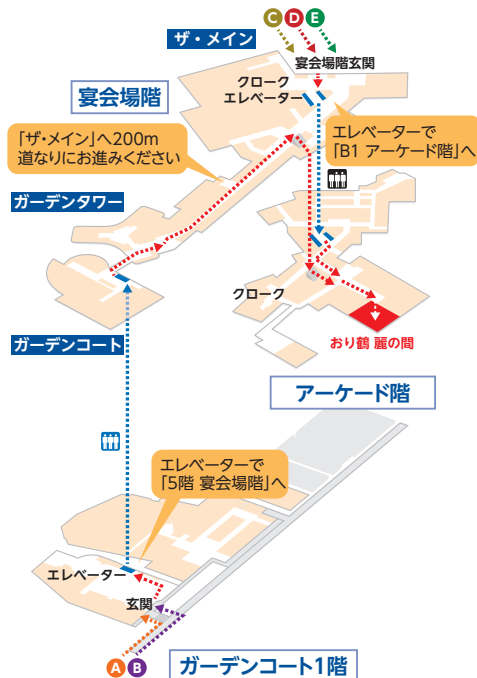 C D E
ザ・メイン
宴会場階玄関
クローク
エレベーター
宴会場階
エレベーターで
「B1 アーケード階」へ
「ザ・メイン」へ200m
道なりにお進みください
ガーデンタワー
クローク
おり鶴 麗の間
ガーデンコート
アーケード階
エレベーターで
「5階 宴会場階」へ
エレベーター
玄関
A B
ガーデンコート1階